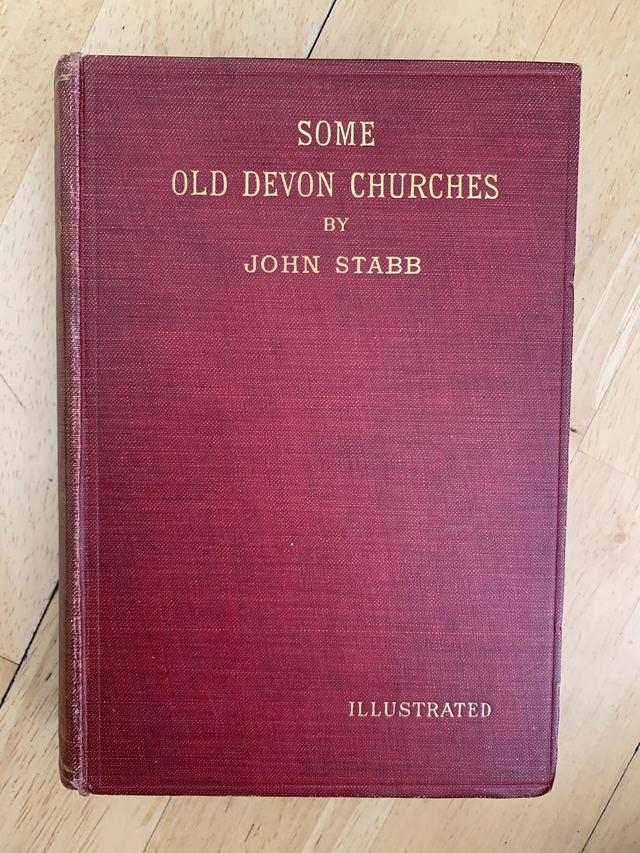 SOME
OLD DEVON CHURCHES
BY
JOHN STABB
ILLUSTRATED